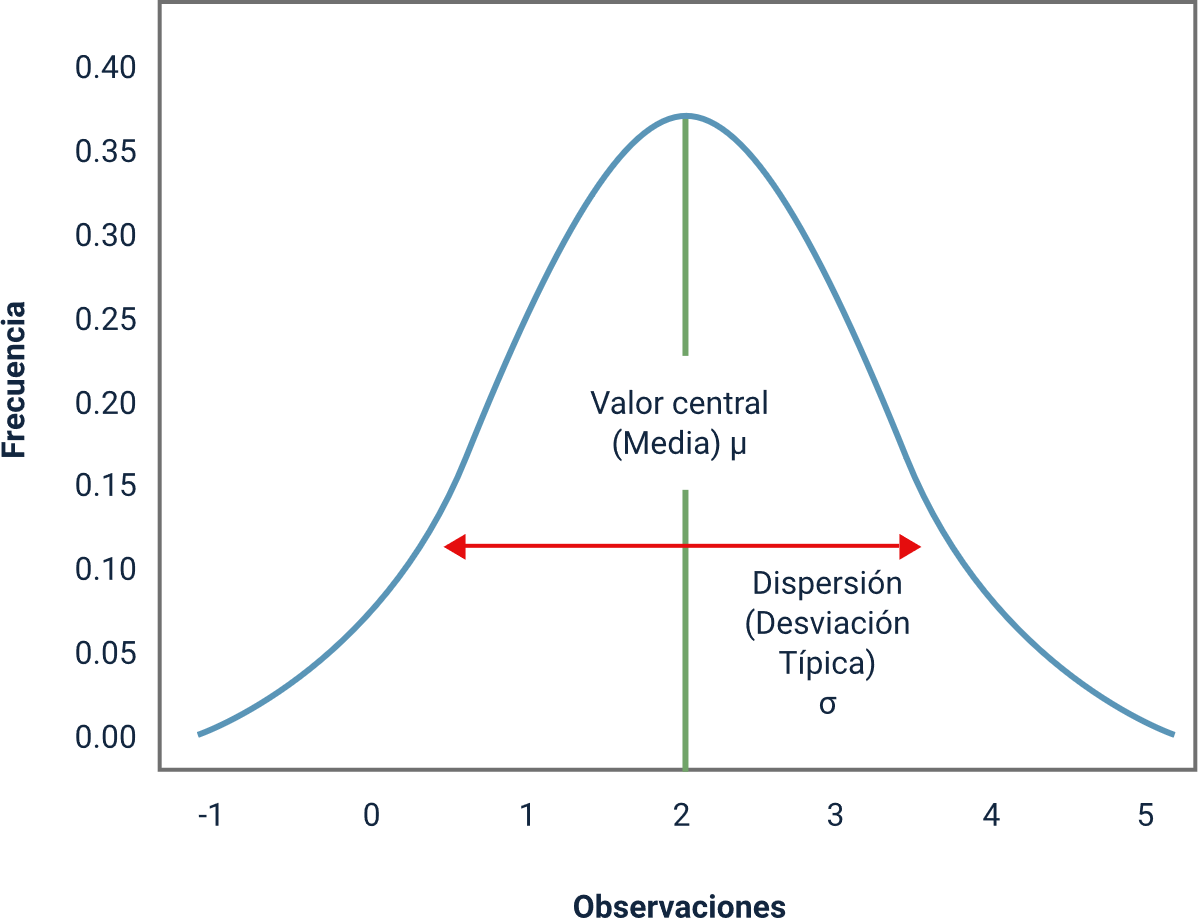 0.40
0.35
0.30
0.25
0.20
0.15
0.10
0.05
0.00
Frecuencia
Valor central
(Media) μ
Dispersión
(Desviación
Típica)
σ
-1 0 1 2 3 4 5
Observaciones